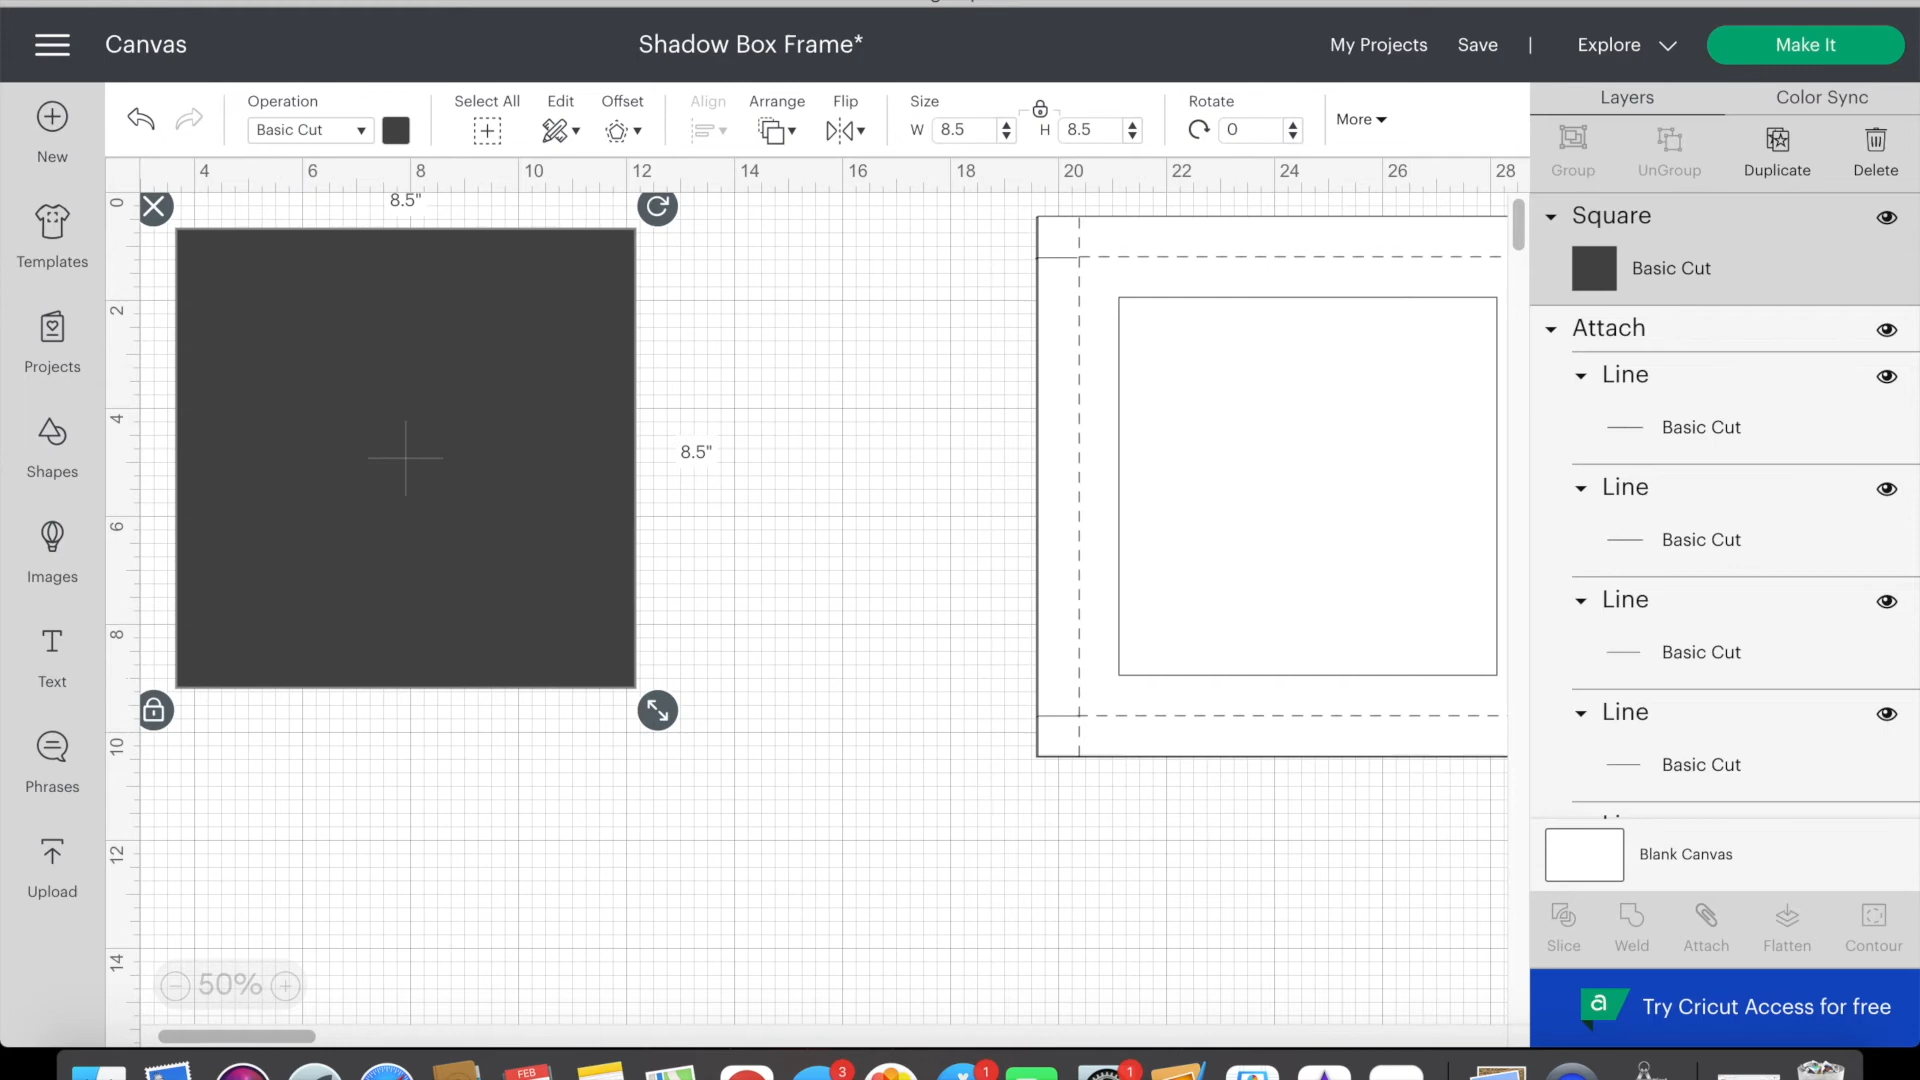 Canvas
Shadow Box Frame*
My Projects
Save
|
Explore
Make It
New
Templates
Projects
Shapes
Images
Text
Phrases
Upload
Operation
Basic Cut
Select All
Edit
Offset
Align
Arrange
Flip
Size
W 8.5
H 8.5
Rotate
0
More
4 6 8 10 12 14 16 18 20 22 24 26 28
0
2
4
6
8
10
12
14
8.5"
8.5"
50%
Layers
Color Sync
Group
UnGroup
Duplicate
Delete
Square
Basic Cut
Attach
Line
Basic Cut
Line
Basic Cut
Line
Basic Cut
Line
Basic Cut
Blank Canvas
Slice
Weld
Attach
Flatten
Contour
a
Try Cricut Access for free
FEB
3
1
1